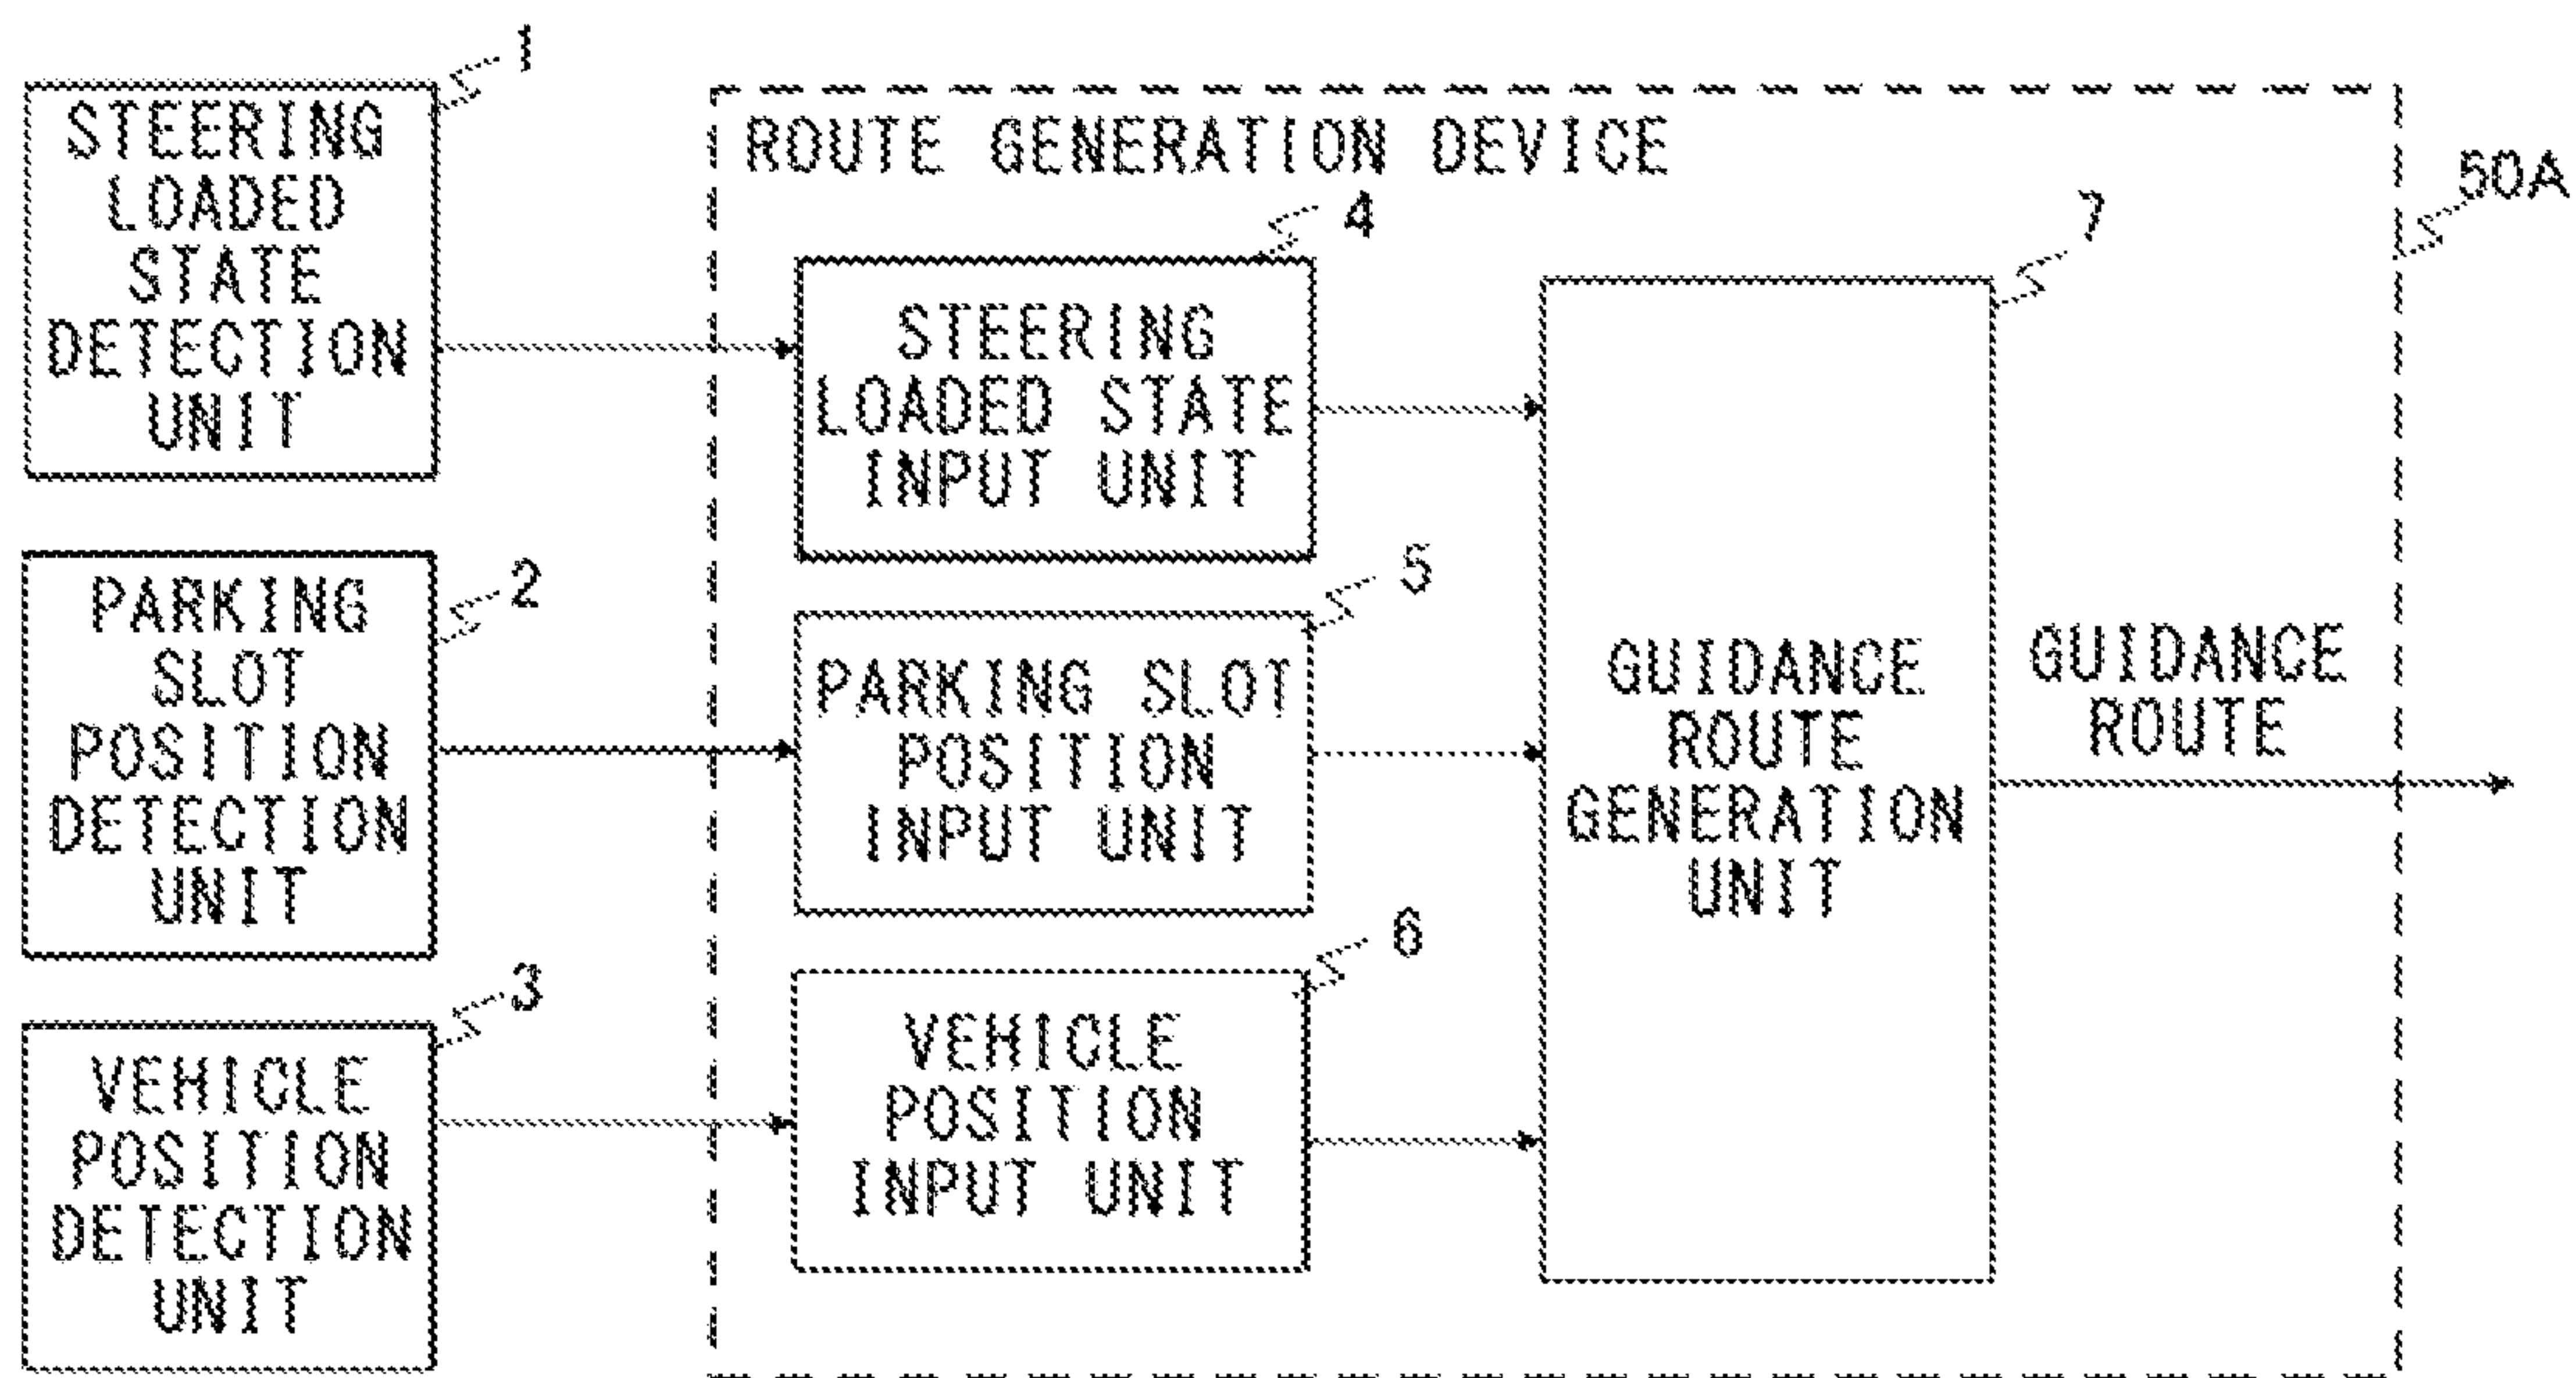 1
STEERING
LOADED
STATE
DETECTION
UNIT
2
PARKING
SLOT
POSITION
DETECTION
UNIT
3
VEHICLE
POSITION
DETECTION
UNIT
ROUTE GENERATION DEVICE
50A
4
STEERING
LOADED STATE
INPUT UNIT
5
PARKING SLOT
POSITION
INPUT UNIT
6
VEHICLE
POSITION
INPUT UNIT
7
GUIDANCE
ROUTE
GENERATION
UNIT
GUIDANCE
ROUTE